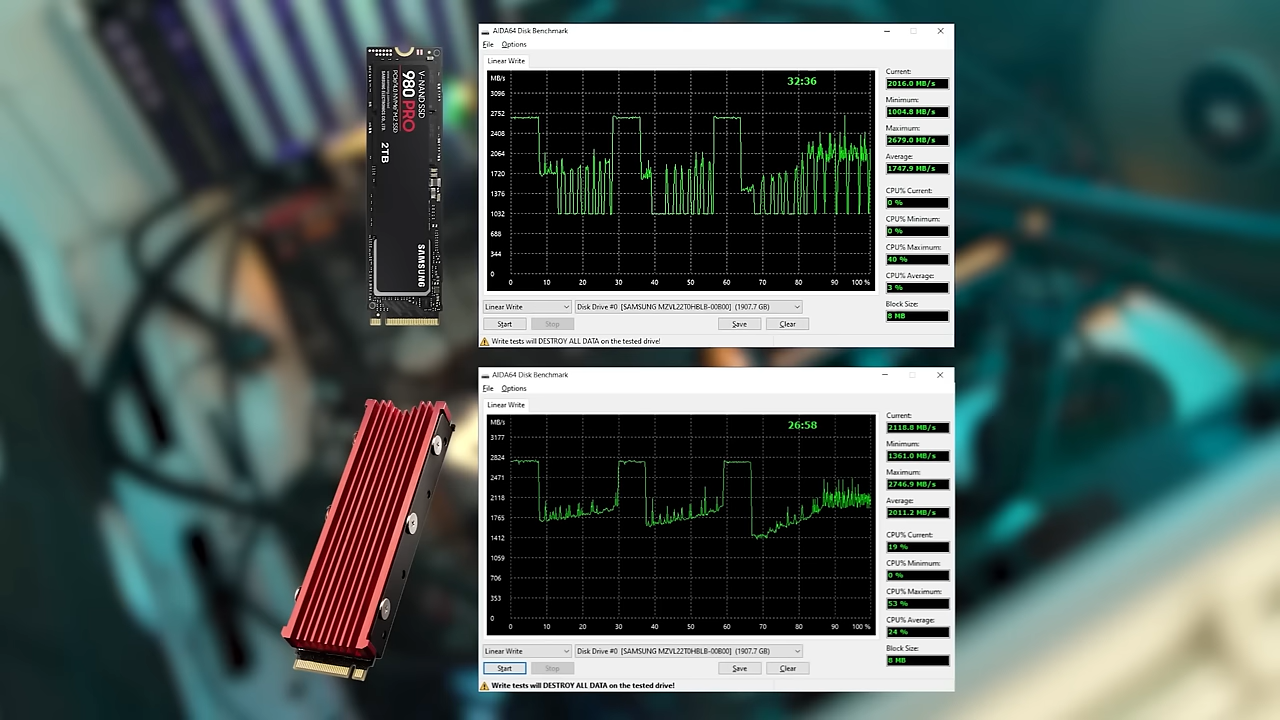 V-NAND SSD
980 PRO
PCIe 4.0 NVMe M.2 SSD
2TB
SAMSUNG
AIDA64 Disk Benchmark
File Options
Linear Write
MB/s
32:36
3096
2752
2408
2064
1720
1376
1032
688
344
0
0 10 20 30 40 50 60 70 80 90 100 %
Current:
2016.0 MB/s
Minimum:
1004.8 MB/s
Maximum:
2679.0 MB/s
Average:
1747.9 MB/s
CPU% Current:
0 %
CPU% Minimum:
0 %
CPU% Maximum:
40 %
CPU% Average:
3 %
Block Size:
8 MB
Linear Write Disk Drive #0 [SAMSUNG MZVL22T0HBLB-00B00] (1907.7 GB)
Start Stop Save Clear
Write tests will DESTROY ALL DATA on the tested drive!
AIDA64 Disk Benchmark
File Options
Linear Write
MB/s
26:58
3177
2824
2471
2118
1765
1412
1059
706
353
0
0 10 20 30 40 50 60 70 80 90 100 %
Current:
2118.8 MB/s
Minimum:
1361.0 MB/s
Maximum:
2746.9 MB/s
Average:
2011.2 MB/s
CPU% Current:
19 %
CPU% Minimum:
0 %
CPU% Maximum:
53 %
CPU% Average:
24 %
Block Size:
8 MB
Linear Write Disk Drive #0 [SAMSUNG MZVL22T0HBLB-00B00] (1907.7 GB)
Start Stop Save Clear
Write tests will DESTROY ALL DATA on the tested drive!